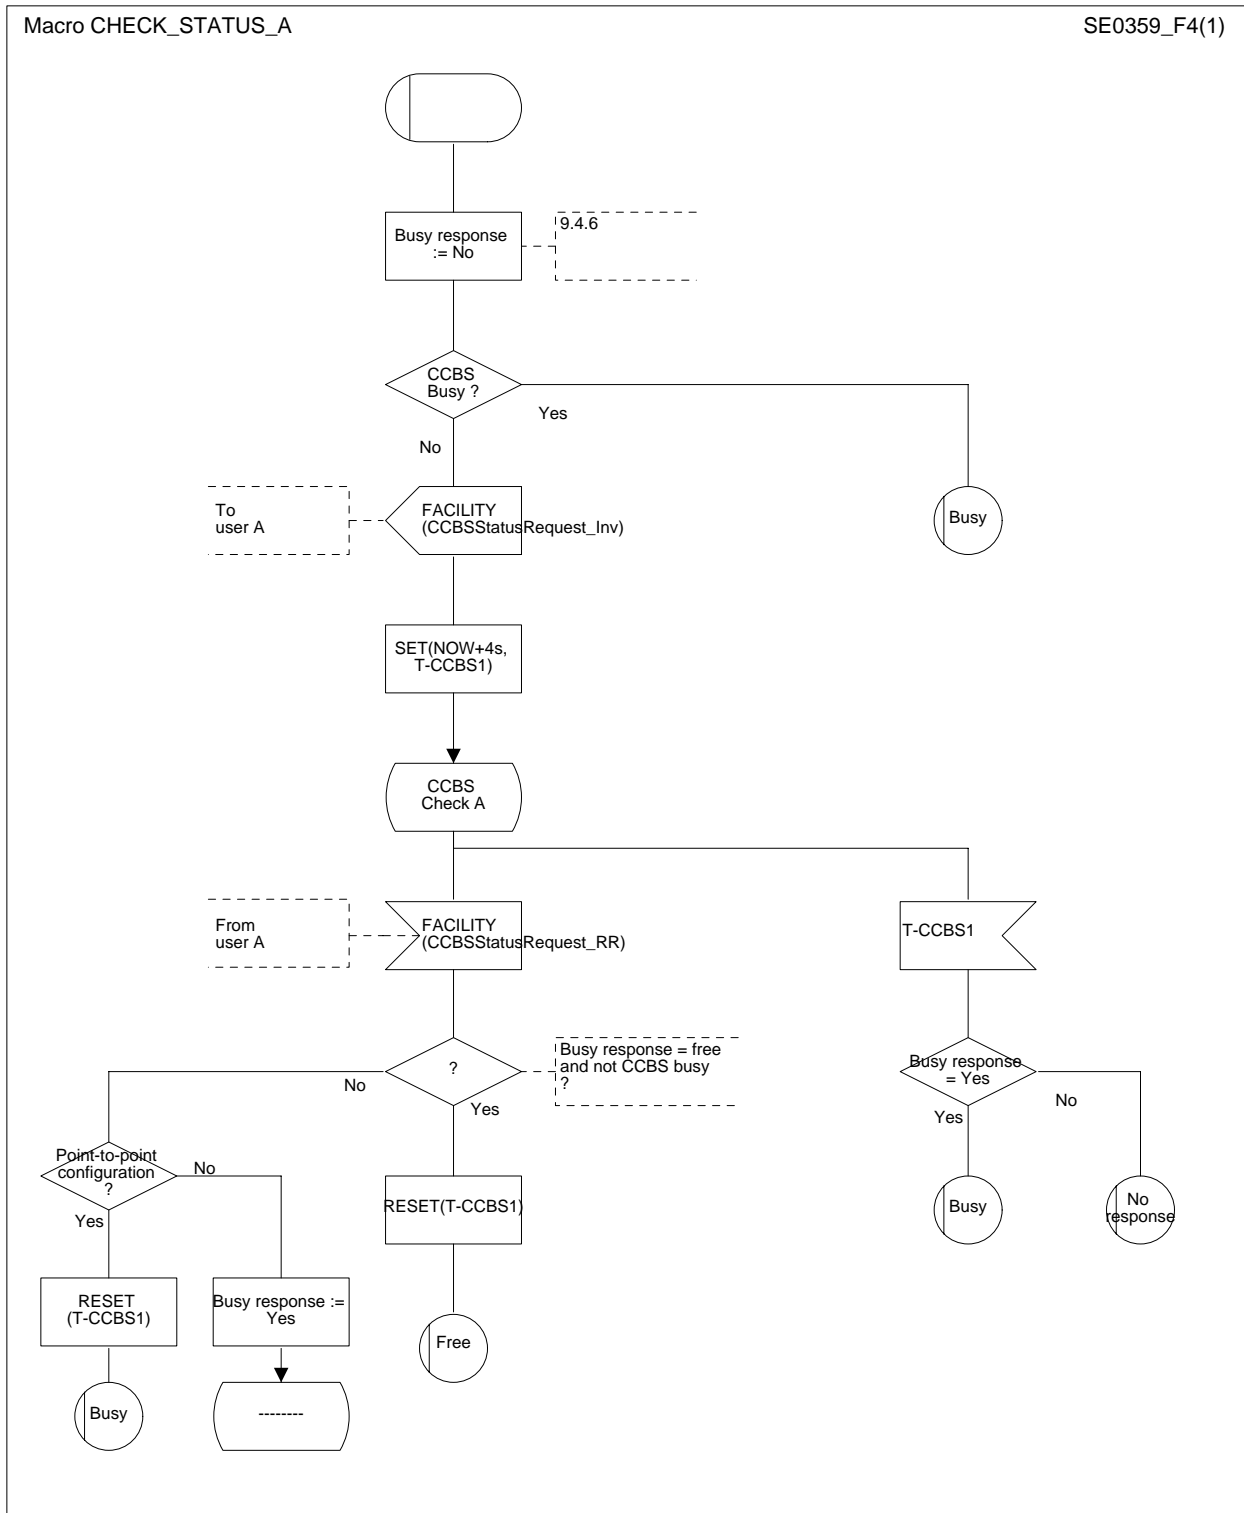 Macro CHECK_STATUS_A
SE0359_F4(1)
Busy response
:= No
9.4.6
CCBS
Busy ?
Yes
No
To
user A
FACILITY
(CCBSStatusRequest_Inv)
Busy
SET(NOW+4s,
T-CCBS1)
CCBS
Check A
From
user A
FACILITY
(CCBSStatusRequest_RR)
T-CCBS1
?
Busy response = free
and not CCBS busy
?
Busy response
= Yes
No
Yes
Yes
No
Point-to-point
configuration
?
No
Yes
RESET(T-CCBS1)
Busy
No
response
RESET
(T-CCBS1)
Busy response :=
Yes
Free
Busy
--------